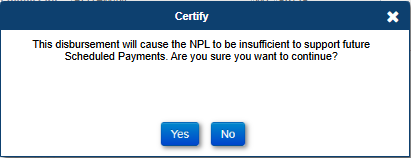 Certify
This disbursement will cause the NPL to be insufficient to support future
Scheduled Payments. Are you sure you want to continue?
Yes No